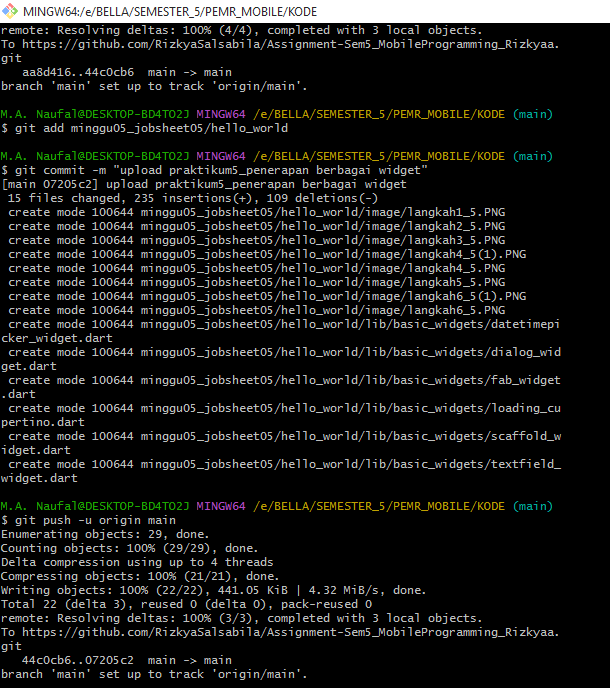 MINGW64:/e/BELLA/SEMESTER_5/PEMR_MOBILE/KODE
remote: Resolving deltas: 100% (4/4), completed with 3 local objects.
To https://github.com/RizkyaSalsabila/Assignment-Sem5_MobileProgramming_Rizkyaa.
git
   aa8d416..44c0cb6  main -> main
branch 'main' set up to track 'origin/main'.
M.A. Naufal@DESKTOP-BD4TO2J MINGW64 /e/BELLA/SEMESTER_5/PEMR_MOBILE/KODE (main)
$ git add minggu05_jobsheet05/hello_world
M.A. Naufal@DESKTOP-BD4TO2J MINGW64 /e/BELLA/SEMESTER_5/PEMR_MOBILE/KODE (main)
$ git commit -m "upload praktikum5_penerapan berbagai widget"
[main 07205c2] upload praktikum5_penerapan berbagai widget
 15 files changed, 235 insertions(+), 109 deletions(-)
 create mode 100644 minggu05_jobsheet05/hello_world/image/langkah1_5.PNG
 create mode 100644 minggu05_jobsheet05/hello_world/image/langkah2_5.PNG
 create mode 100644 minggu05_jobsheet05/hello_world/image/langkah3_5.PNG
 create mode 100644 minggu05_jobsheet05/hello_world/image/langkah4_5(1).PNG
 create mode 100644 minggu05_jobsheet05/hello_world/image/langkah4_5.PNG
 create mode 100644 minggu05_jobsheet05/hello_world/image/langkah5_5.PNG
 create mode 100644 minggu05_jobsheet05/hello_world/image/langkah6_5(1).PNG
 create mode 100644 minggu05_jobsheet05/hello_world/image/langkah6_5.PNG
 create mode 100644 minggu05_jobsheet05/hello_world/lib/basic_widgets/datetimepi
cker_widget.dart
 create mode 100644 minggu05_jobsheet05/hello_world/lib/basic_widgets/dialog_wid
get.dart
 create mode 100644 minggu05_jobsheet05/hello_world/lib/basic_widgets/fab_widget
.dart
 create mode 100644 minggu05_jobsheet05/hello_world/lib/basic_widgets/loading_cu
pertino.dart
 create mode 100644 minggu05_jobsheet05/hello_world/lib/basic_widgets/scaffold_w
idget.dart
 create mode 100644 minggu05_jobsheet05/hello_world/lib/basic_widgets/textfield_
widget.dart
M.A. Naufal@DESKTOP-BD4TO2J MINGW64 /e/BELLA/SEMESTER_5/PEMR_MOBILE/KODE (main)
$ git push -u origin main
Enumerating objects: 29, done.
Counting objects: 100% (29/29), done.
Delta compression using up to 4 threads
Compressing objects: 100% (21/21), done.
Writing objects: 100% (22/22), 441.05 KiB | 4.32 MiB/s, done.
Total 22 (delta 3), reused 0 (delta 0), pack-reused 0
remote: Resolving deltas: 100% (3/3), completed with 3 local objects.
To https://github.com/RizkyaSalsabila/Assignment-Sem5_MobileProgramming_Rizkyaa.
git
   44c0cb6..07205c2  main -> main
branch 'main' set up to track 'origin/main'.